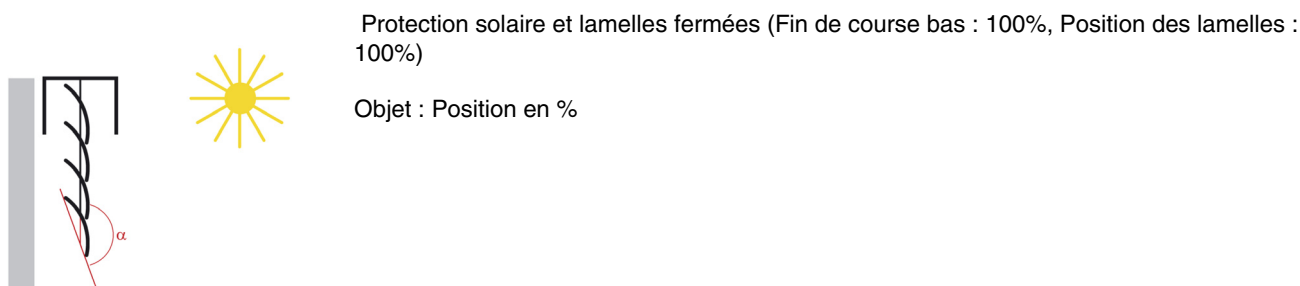 Protection solaire et lamelles fermées (Fin de course bas : 100%, Position des lamelles :
100%)
Objet : Position en %
α